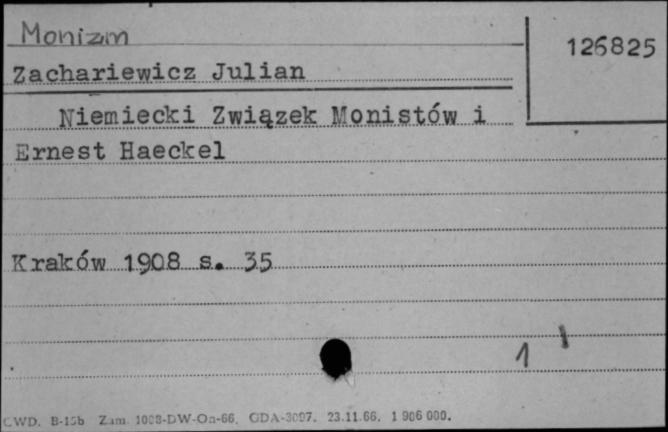 Monizm
126825
Zachariewicz Julian
Niemiecki Związek Monistów i
Ernest Haeckel
Kraków 1908 s. 35
1
CWD. B-15b Zam. 1008-DW-Oa-66. GDA-3097. 23.11.66. 1 906 000.